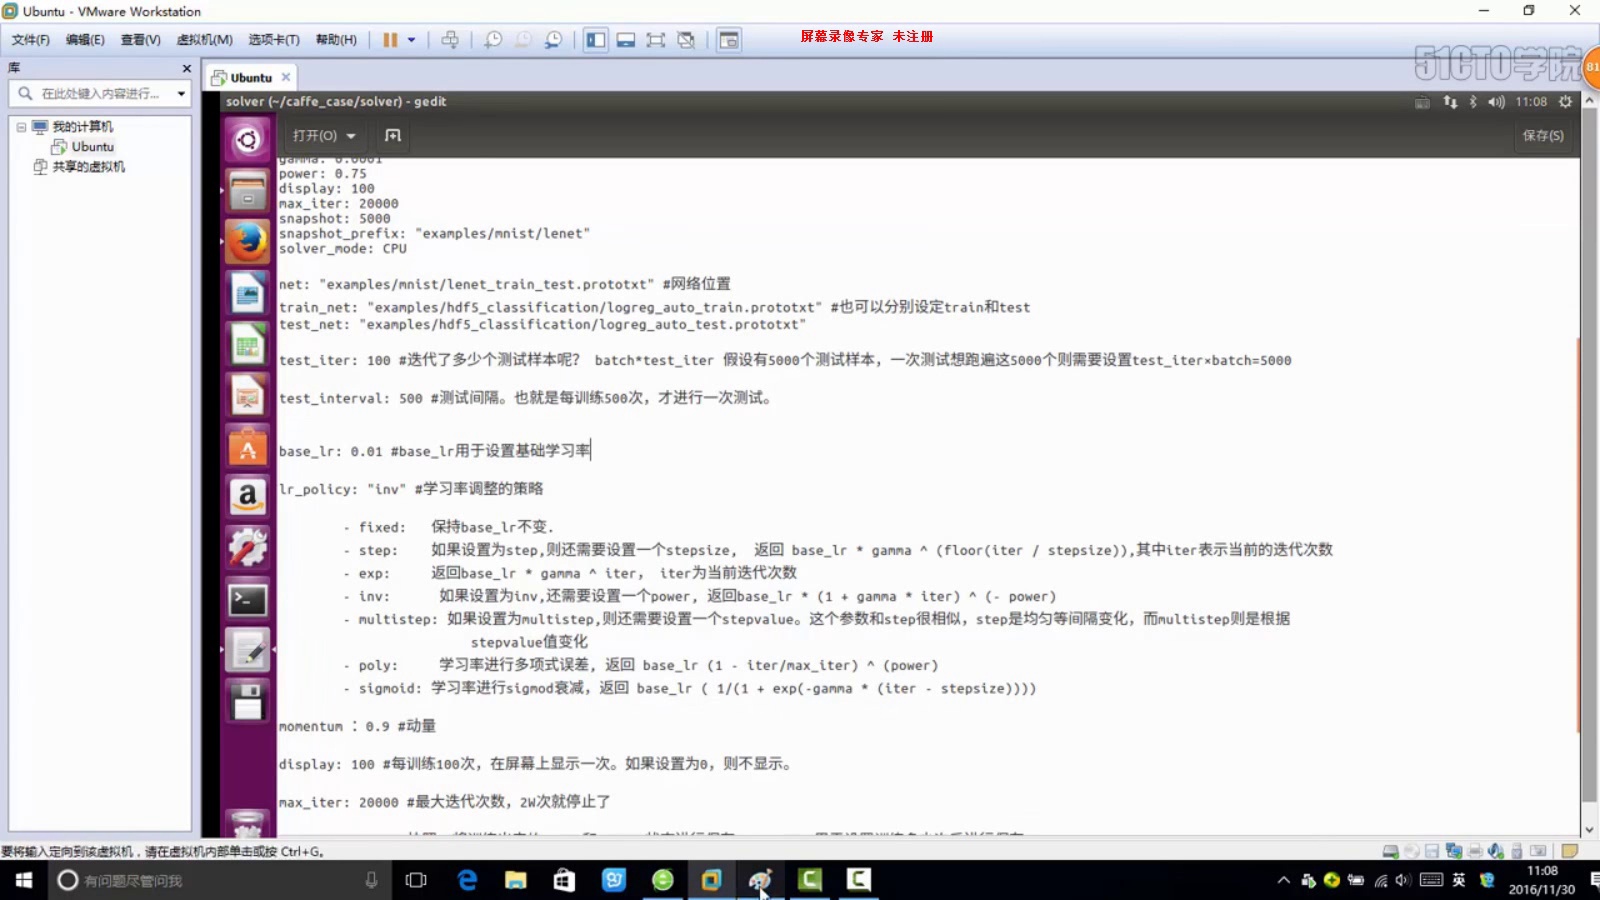 Ubuntu - VMware Workstation
文件(F) 编辑(E) 查看(V) 虚拟机(M) 选项卡(T) 帮助(H)
屏幕录像专家 未注册
51CTO学院
81
库
Ubuntu
在此处键入内容进行...
我的计算机
Ubuntu
共享的虚拟机
solver (~/caffe_case/solver) - gedit
11:08
打开(O)
保存(S)
gamma: 0.0001
power: 0.75
display: 100
max_iter: 20000
snapshot: 5000
snapshot_prefix: "examples/mnist/lenet"
solver_mode: CPU
net: "examples/mnist/lenet_train_test.prototxt" #网络位置
train_net: "examples/hdf5_classification/logreg_auto_train.prototxt" #也可以分别设定train和test
test_net: "examples/hdf5_classification/logreg_auto_test.prototxt"
test_iter: 100 #迭代了多少个测试样本呢？ batch*test_iter 假设有5000个测试样本，一次测试想跑遍这5000个则需要设置test_iter×batch=5000
test_interval: 500 #测试间隔。也就是每训练500次，才进行一次测试。
base_lr: 0.01 #base_lr用于设置基础学习率
lr_policy: "inv" #学习率调整的策略
- fixed: 保持base_lr不变.
- step: 如果设置为step,则还需要设置一个stepsize, 返回 base_lr * gamma ^ (floor(iter / stepsize)),其中iter表示当前的迭代次数
- exp: 返回base_lr * gamma ^ iter, iter为当前迭代次数
- inv: 如果设置为inv,还需要设置一个power, 返回base_lr * (1 + gamma * iter) ^ (- power)
- multistep: 如果设置为multistep,则还需要设置一个stepvalue。这个参数和step很相似，step是均匀等间隔变化，而multistep则是根据
stepvalue值变化
- poly: 学习率进行多项式误差, 返回 base_lr (1 - iter/max_iter) ^ (power)
- sigmoid: 学习率进行sigmod衰减，返回 base_lr ( 1/(1 + exp(-gamma * (iter - stepsize))))
momentum ：0.9 #动量
display: 100 #每训练100次，在屏幕上显示一次。如果设置为0，则不显示。
max_iter: 20000 #最大迭代次数，2W次就停止了
要将输入定向到该虚拟机，请在虚拟机内部单击或按 Ctrl+G。
有问题尽管问我
英
11:08
2016/11/30